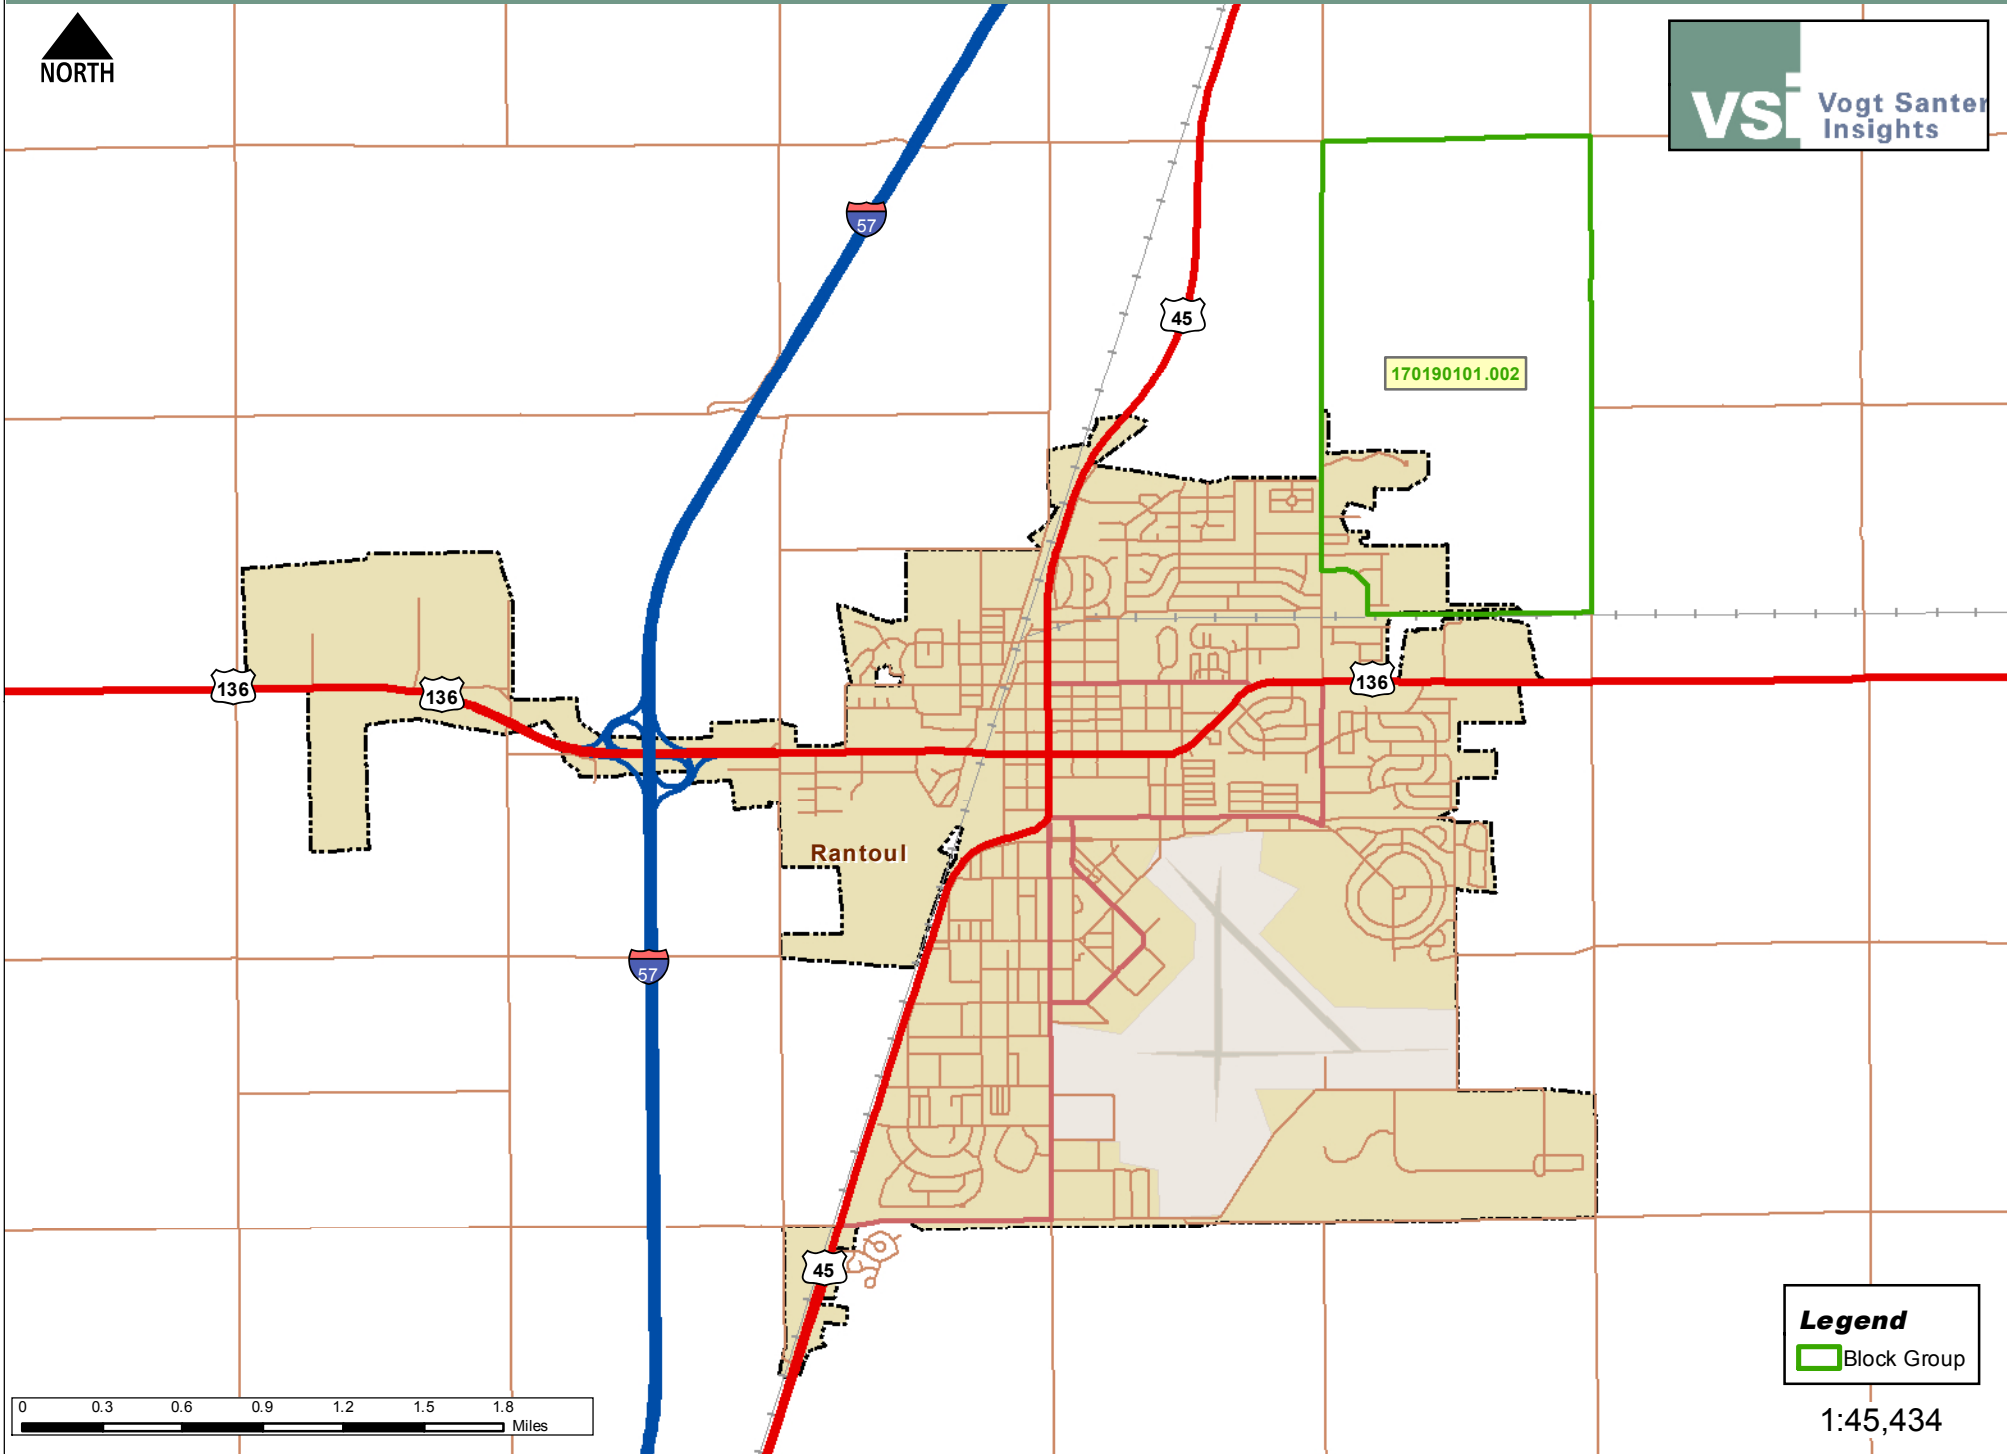 NORTH
vsi
Vogt Santer
Insights
57
45
170190101.002
136
136
136
Rantoul
57
45
Legend
Block Group
0 0.3 0.6 0.9 1.2 1.5 1.8
Miles
1:45,434